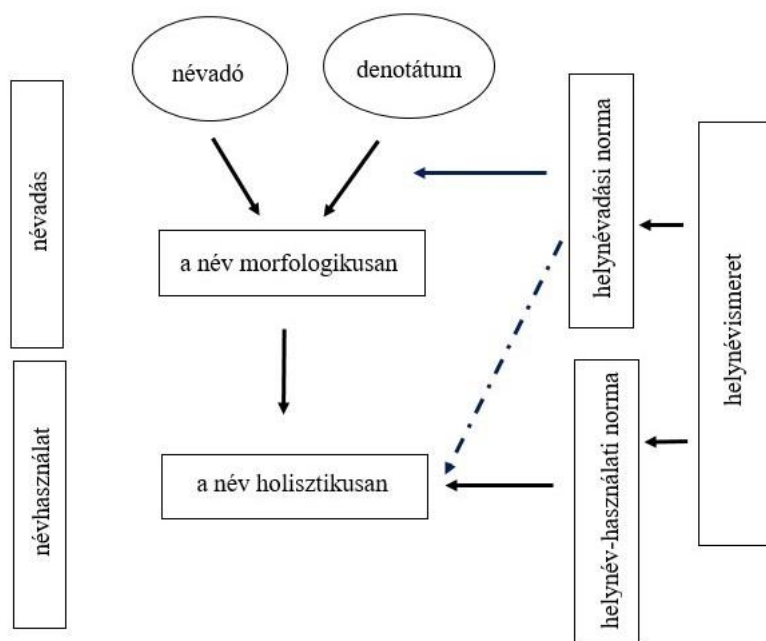 névadó
denotátum
névadás
a név morfologikusan
helynévadási norma
helynévismeret
névhasználat
a név holisztikusan
helynév-használati norma